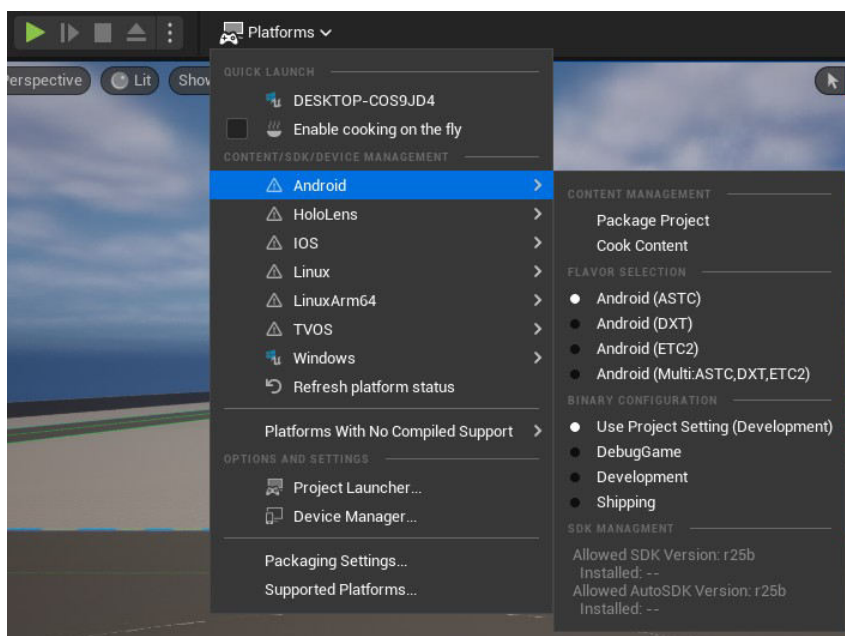 Platforms
Perspective
Lit
Show
QUICK LAUNCH
DESKTOP-COS9JD4
Enable cooking on the fly
CONTENT/SDK/DEVICE MANAGEMENT
Android
HoloLens
IOS
Linux
LinuxArm64
TVOS
Windows
Refresh platform status
Platforms With No Compiled Support
OPTIONS AND SETTINGS
Project Launcher...
Device Manager...
Packaging Settings...
Supported Platforms...
CONTENT MANAGEMENT
Package Project
Cook Content
FLAVOR SELECTION
Android (ASTC)
Android (DXT)
Android (ETC2)
Android (Multi:ASTC,DXT,ETC2)
BINARY CONFIGURATION
Use Project Setting (Development)
DebugGame
Development
Shipping
SDK MANAGMENT
Allowed SDK Version: r25b
Installed: --
Allowed AutoSDK Version: r25b
Installed: --